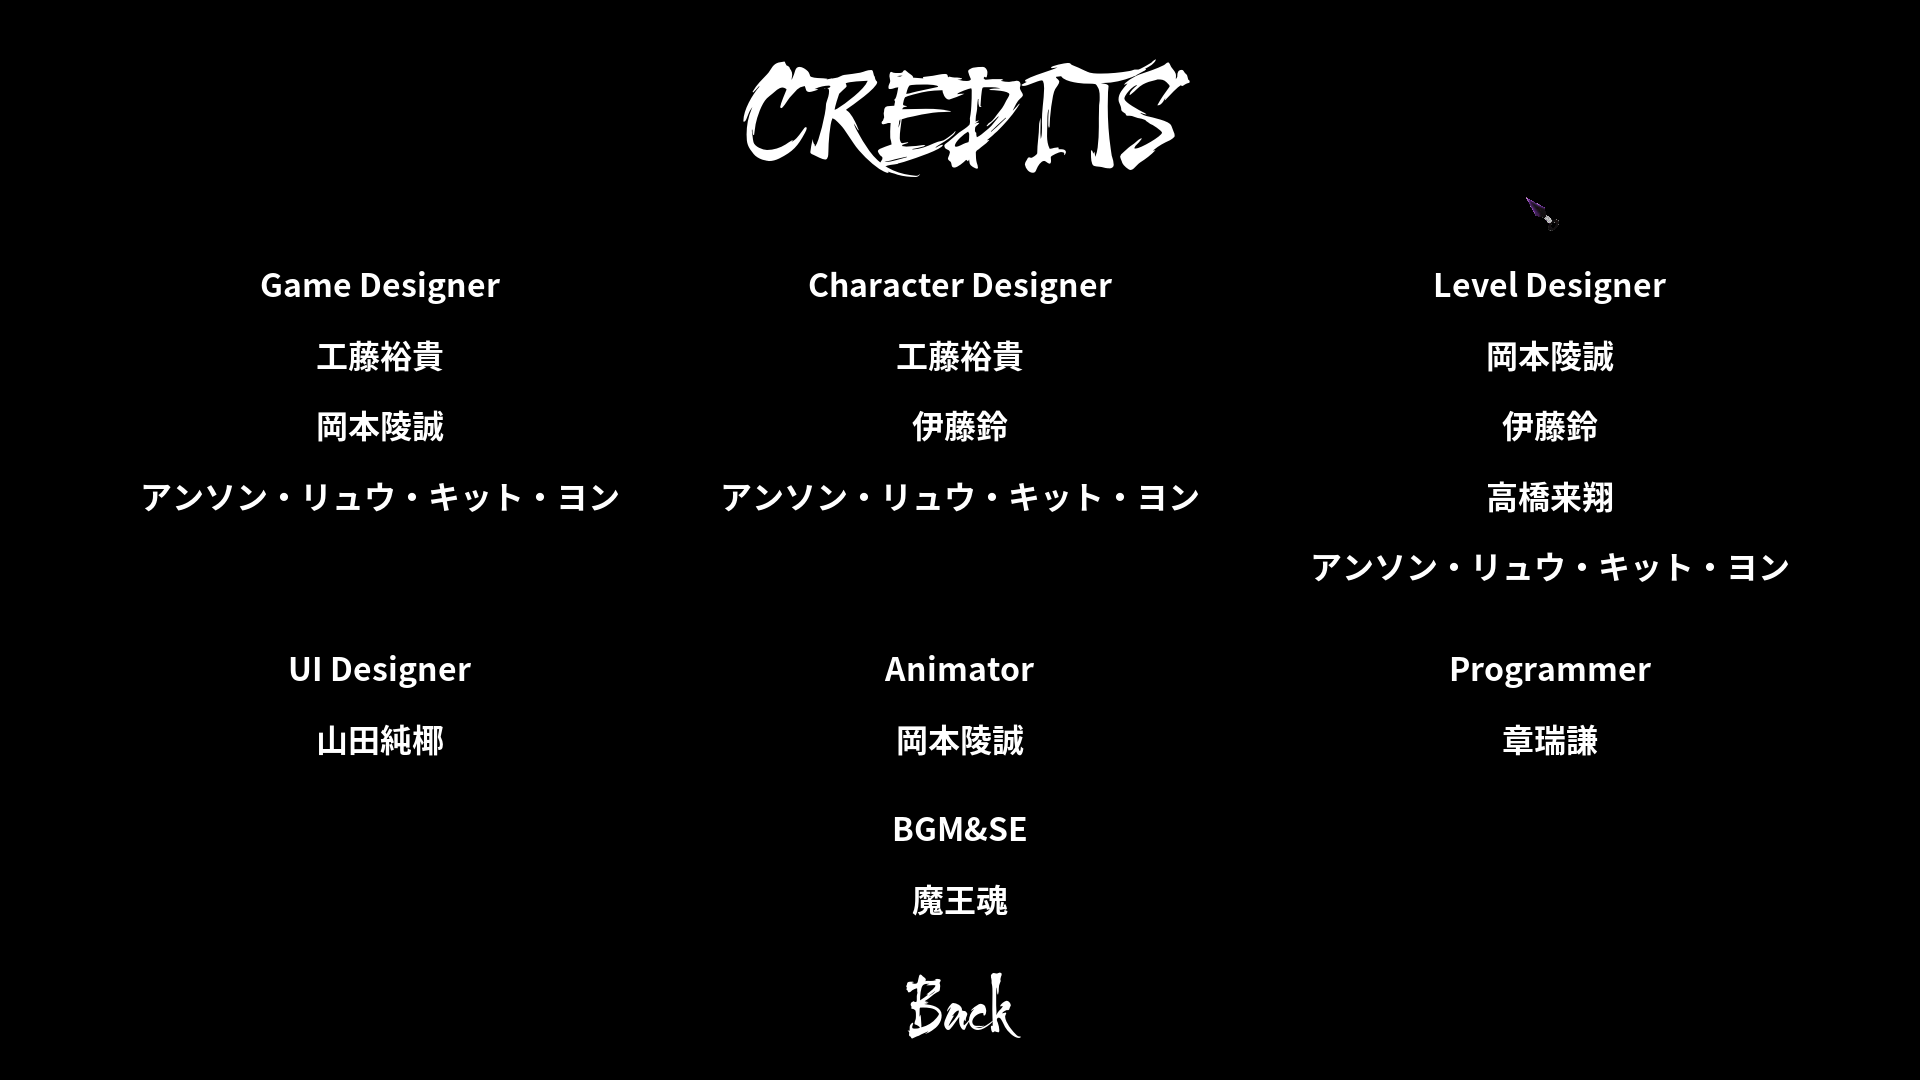 CREDITS
Game Designer
工藤裕貴
岡本陵誠
アンソン・リュウ・キット・ヨン
Character Designer
工藤裕貴
伊藤鈴
アンソン・リュウ・キット・ヨン
Level Designer
岡本陵誠
伊藤鈴
高橋来翔
アンソン・リュウ・キット・ヨン
UI Designer
山田純椰
Animator
岡本陵誠
Programmer
章瑞謙
BGM&SE
魔王魂
Back